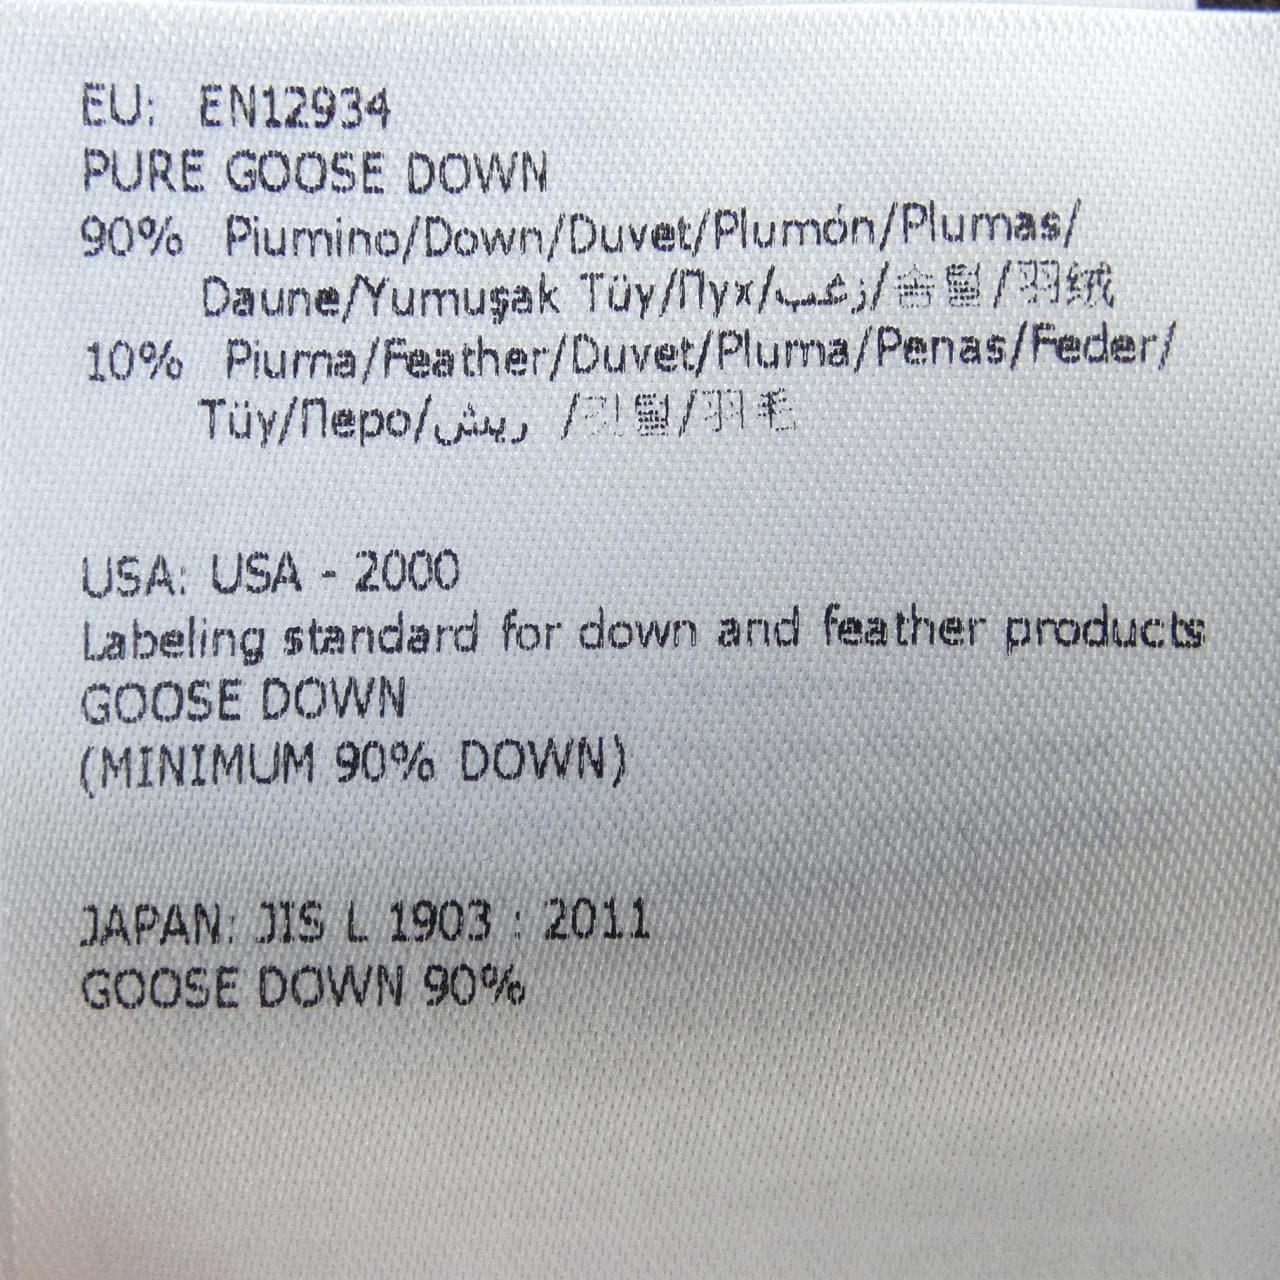 EU: EN12934
PURE GOOSE DOWN
90% Piumino/Down/Duvet/Plumón/Plumas/
Daune/Yumuşak Tüy/Пух/زغب/솜털/羽绒
10% Piuma/Feather/Duvet/Pluma/Penas/Feder/
Tüy/Перо/ريش /깃털/羽毛
USA: USA - 2000
Labeling standard for down and feather products
GOOSE DOWN
(MINIMUM 90% DOWN)
JAPAN: JIS L 1903 : 2011
GOOSE DOWN 90%